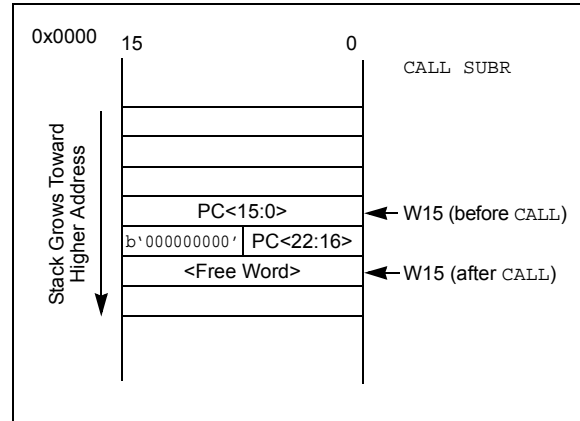 0x0000 15 0
CALL SUBR
Stack Grows Toward
Higher Address
PC<15:0> W15 (before CALL)
b‘000000000’ PC<22:16>
<Free Word> W15 (after CALL)